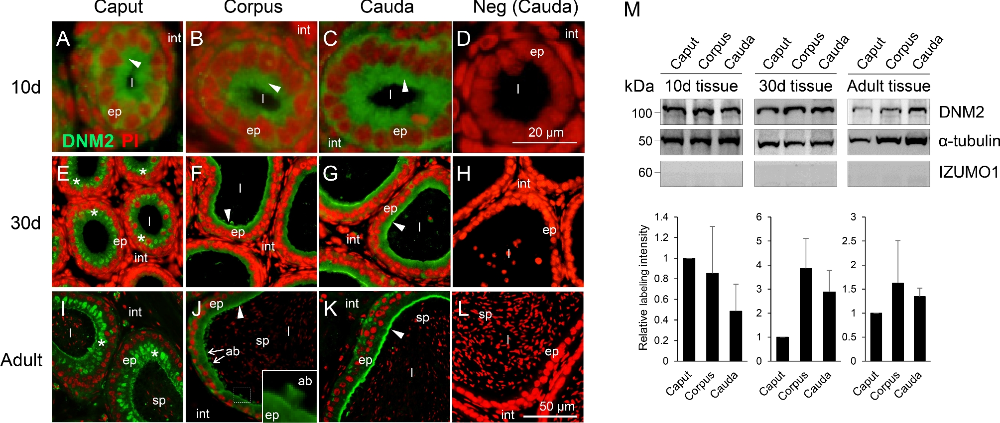 Caput Corpus Cauda Neg (Cauda)
10d
A int l ep DNM2 PI
B int l ep
C l ep int
D int ep l 20 µm
30d
E * * * l * ep int
F l ep int
G ep l int
H int ep l
Adult
I int l * ep * sp
J ep l sp ab int ab ep
K int sp ep l
L sp l ep int 50 µm
M
Caput Corpus Cauda Caput Corpus Cauda Caput Corpus Cauda
kDa 10d tissue 30d tissue Adult tissue
100 DNM2
50 α-tubulin
60 IZUMO1
Relative labeling intensity
1.4
1.2
1
0.8
0.6
0.4
0.2
0
Caput Corpus Cauda
6
5
4
3
2
1
0
Caput Corpus Cauda
3
2.5
2
1.5
1
0.5
0
Caput Corpus Cauda